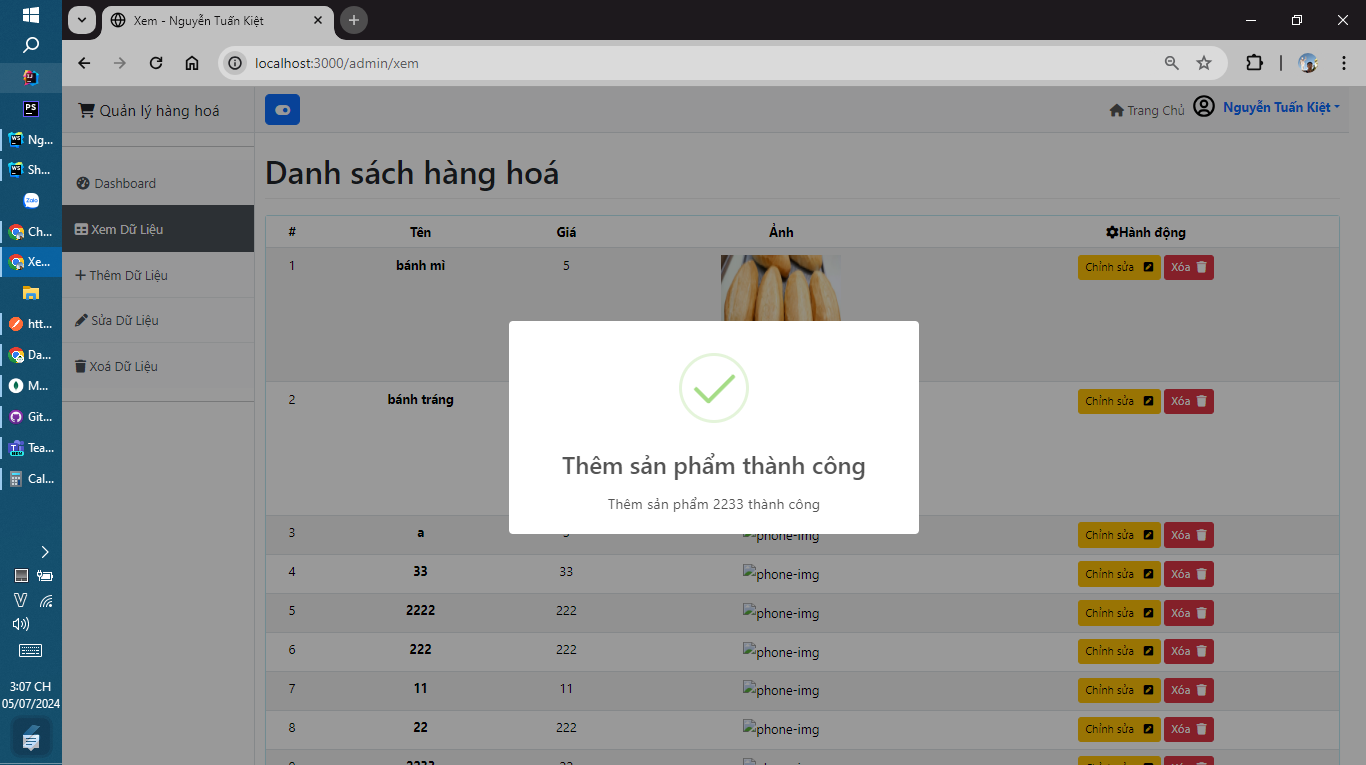 Xem - Nguyễn Tuấn Kiệt
localhost:3000/admin/xem
PS
Ng...
Sh...
Zalo
Ch...
Xe...
htt...
Da...
M...
Git...
Tea...
Cal...
3:07 CH
05/07/2024
Quản lý hàng hoá
Dashboard
Xem Dữ Liệu
Thêm Dữ Liệu
Sửa Dữ Liệu
Xoá Dữ Liệu
Trang Chủ
Nguyễn Tuấn Kiệt
Danh sách hàng hoá
# Tên Giá Ảnh Hành động
1 bánh mì 5 Chỉnh sửa Xóa
2 bánh tráng Chỉnh sửa Xóa
Thêm sản phẩm thành công
Thêm sản phẩm 2233 thành công
3 a phone-img Chỉnh sửa Xóa
4 33 33 phone-img Chỉnh sửa Xóa
5 2222 222 phone-img Chỉnh sửa Xóa
6 222 222 phone-img Chỉnh sửa Xóa
7 11 11 phone-img Chỉnh sửa Xóa
8 22 222 phone-img Chỉnh sửa Xóa